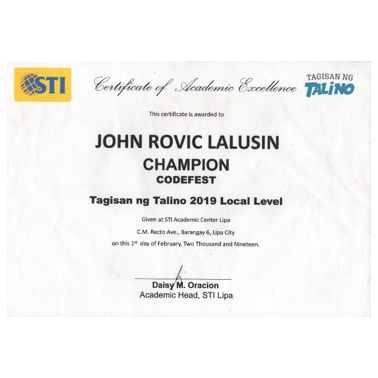 STI
Certificate of Academic Excellence
TAGISAN NG
TALINO
This certificate is awarded to
JOHN ROVIC LALUSIN
CHAMPION
CODEFEST
Tagisan ng Talino 2019 Local Level
Given at STI Academic Center Lipa
C.M. Recto Ave., Barangay 6, Lipa City
on this 1st day of February, Two Thousand and Nineteen.
Daisy M. Oracion
Academic Head, STI Lipa